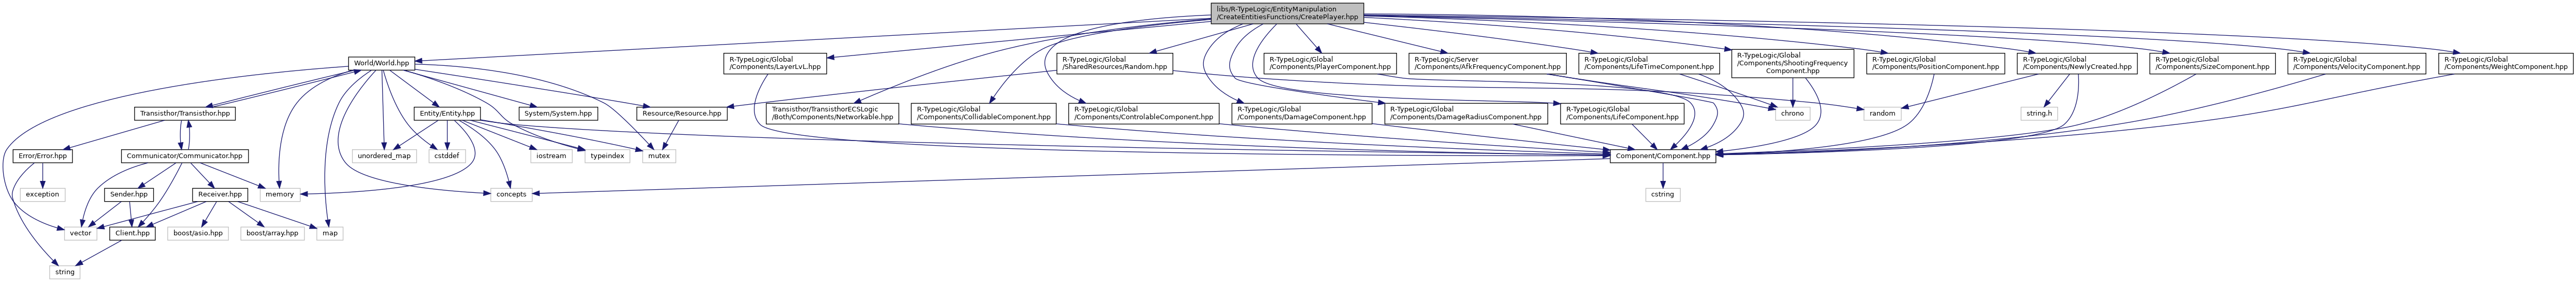 libs/R-TypeLogic/EntityManipulation
/CreateEntitiesFunctions/CreatePlayer.hpp
World/World.hpp
R-TypeLogic/Global
/Components/LayerLvL.hpp
R-TypeLogic/Global
/SharedResources/Random.hpp
R-TypeLogic/Global
/Components/PlayerComponent.hpp
R-TypeLogic/Server
/Components/AfkFrequencyComponent.hpp
R-TypeLogic/Global
/Components/LifeTimeComponent.hpp
R-TypeLogic/Global
/Components/ShootingFrequency
Component.hpp
R-TypeLogic/Global
/Components/PositionComponent.hpp
R-TypeLogic/Global
/Components/NewlyCreated.hpp
R-TypeLogic/Global
/Components/SizeComponent.hpp
R-TypeLogic/Global
/Components/VelocityComponent.hpp
R-TypeLogic/Global
/Components/WeightComponent.hpp
Transisthor/Transisthor.hpp
Entity/Entity.hpp
System/System.hpp
Resource/Resource.hpp
Transisthor/TransisthorECSLogic
/Both/Components/Networkable.hpp
R-TypeLogic/Global
/Components/CollidableComponent.hpp
R-TypeLogic/Global
/Components/ControlableComponent.hpp
R-TypeLogic/Global
/Components/DamageComponent.hpp
R-TypeLogic/Global
/Components/DamageRadiusComponent.hpp
R-TypeLogic/Global
/Components/LifeComponent.hpp
chrono
random
string.h
Error/Error.hpp
Communicator/Communicator.hpp
unordered_map
cstddef
iostream
typeindex
mutex
Component/Component.hpp
exception
Sender.hpp
Receiver.hpp
memory
concepts
cstring
vector
Client.hpp
boost/asio.hpp
boost/array.hpp
map
string